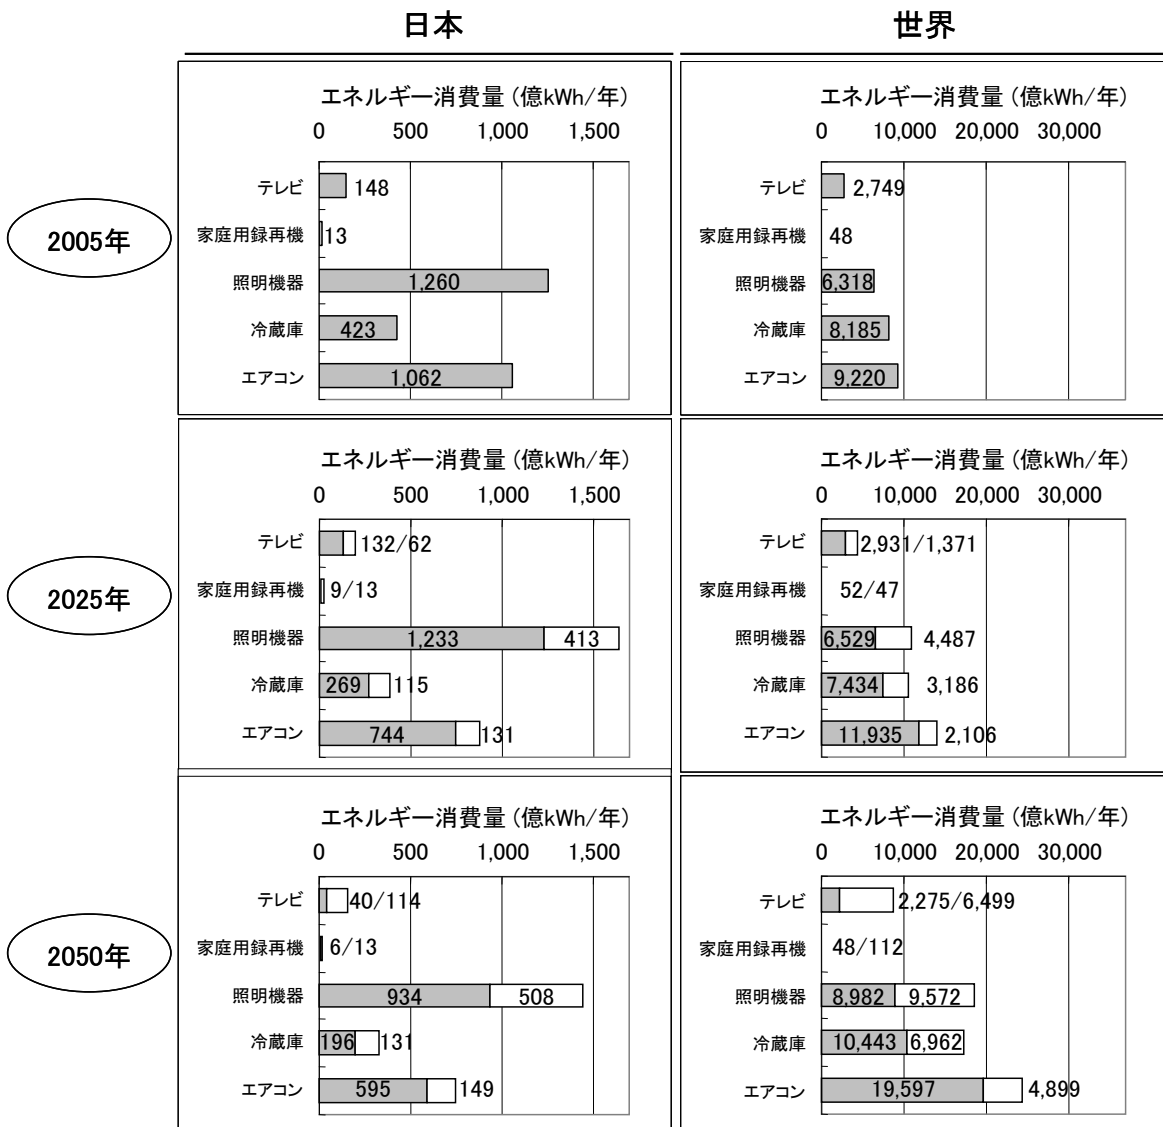 日本
世界
2005年
エネルギー消費量（億kWh/年）
0 500 1,000 1,500
テレビ 148
家庭用録再機 13
照明機器 1,260
冷蔵庫 423
エアコン 1,062
エネルギー消費量（億kWh/年）
0 10,000 20,000 30,000
テレビ 2,749
家庭用録再機 48
照明機器 6,318
冷蔵庫 8,185
エアコン 9,220
2025年
エネルギー消費量（億kWh/年）
0 500 1,000 1,500
テレビ 132/62
家庭用録再機 9/13
照明機器 1,233 413
冷蔵庫 269 115
エアコン 744 131
エネルギー消費量（億kWh/年）
0 10,000 20,000 30,000
テレビ 2,931/1,371
家庭用録再機 52/47
照明機器 6,529 4,487
冷蔵庫 7,434 3,186
エアコン 11,935 2,106
2050年
エネルギー消費量（億kWh/年）
0 500 1,000 1,500
テレビ 40/114
家庭用録再機 6/13
照明機器 934 508
冷蔵庫 196 131
エアコン 595 149
エネルギー消費量（億kWh/年）
0 10,000 20,000 30,000
テレビ 2,275/6,499
家庭用録再機 48/112
照明機器 8,982 9,572
冷蔵庫 10,443 6,962
エアコン 19,597 4,899